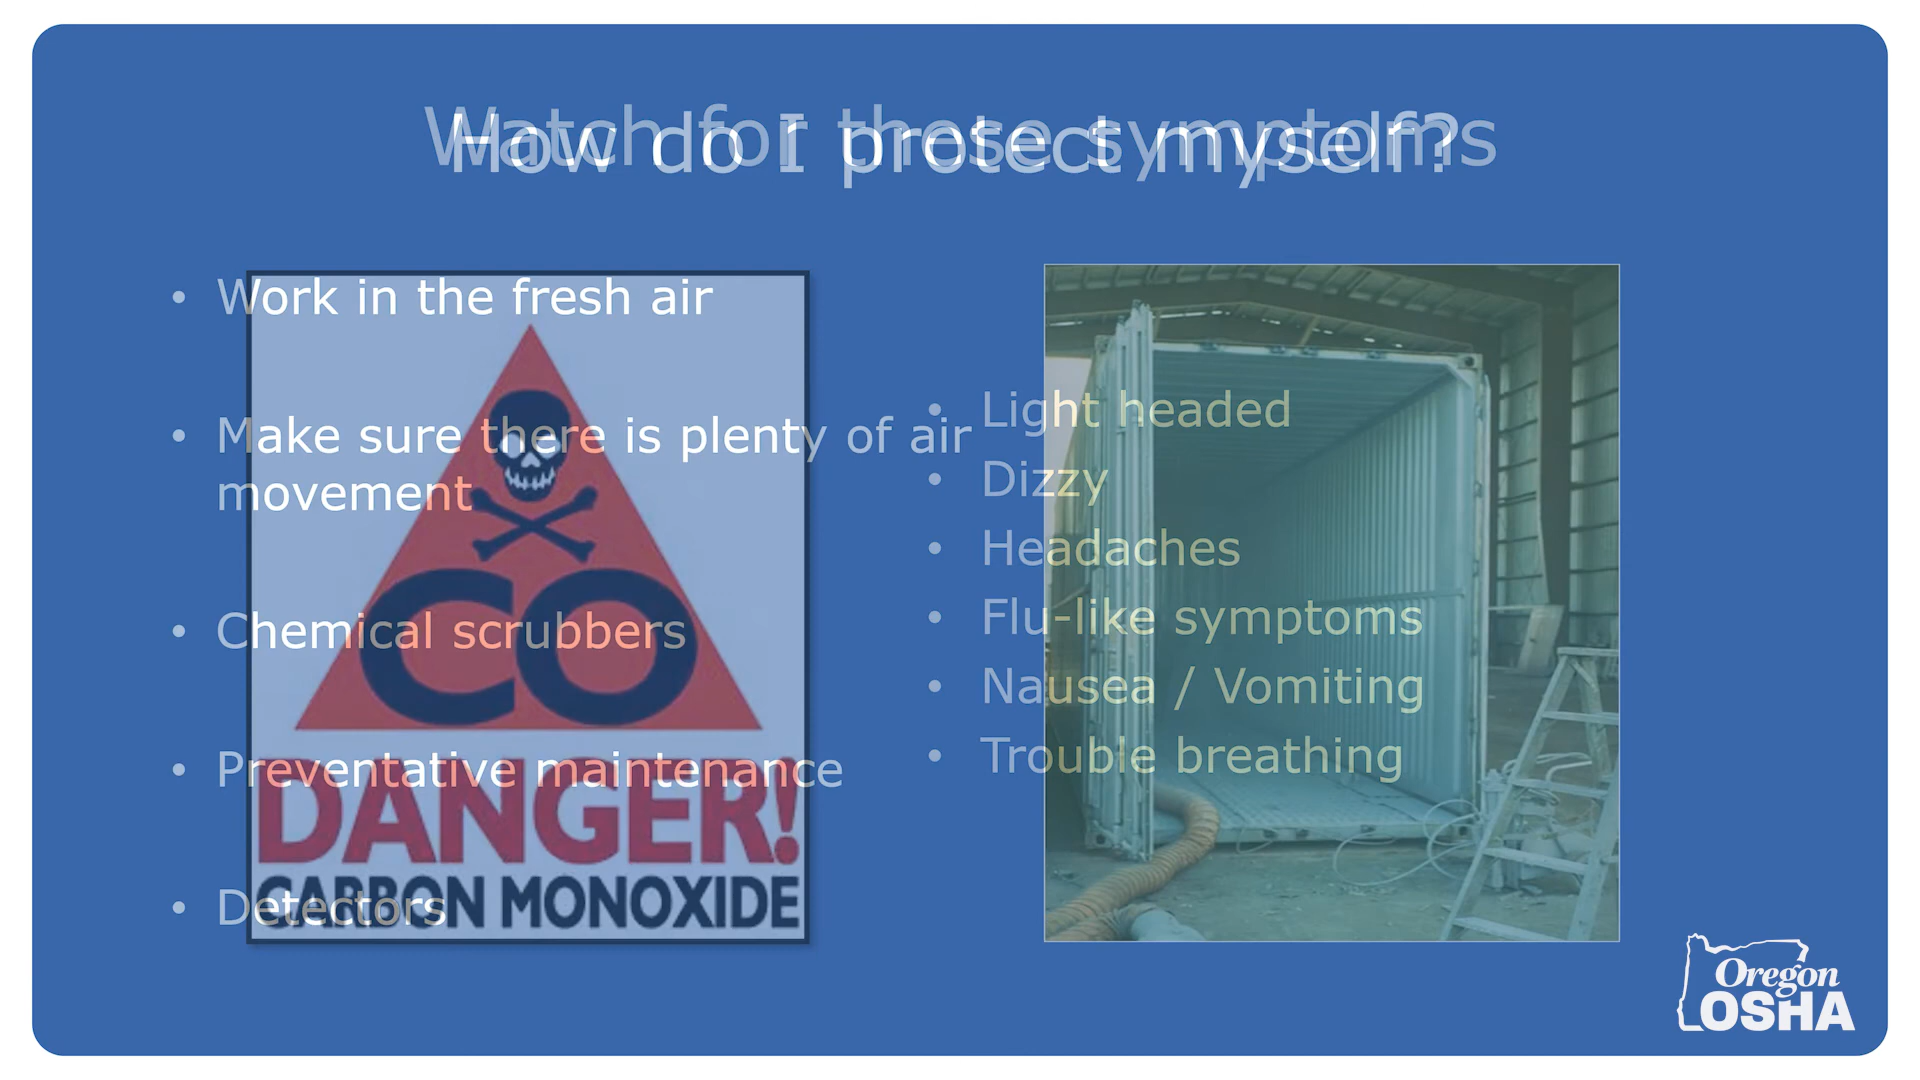 Watch for these symptoms
How do I protect myself?
• Work in the fresh air
• Make sure there is plenty of air
movement
• Chemical scrubbers
• Preventative maintenance
• Detectors
CO
DANGER!
CARBON MONOXIDE
• Light headed
• Dizzy
• Headaches
• Flu-like symptoms
• Nausea / Vomiting
• Trouble breathing
Oregon
OSHA